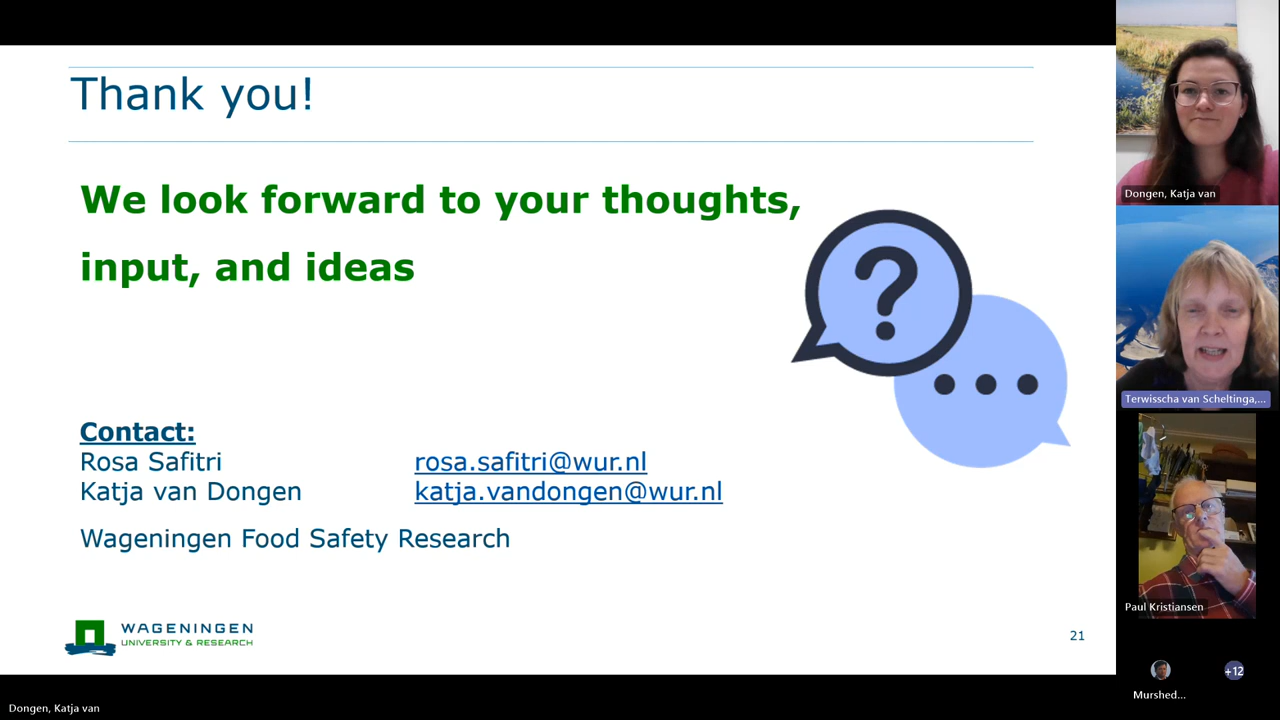 Thank you!
We look forward to your thoughts,
input, and ideas
Contact:
Rosa Safitri rosa.safitri@wur.nl
Katja van Dongen katja.vandongen@wur.nl
Wageningen Food Safety Research
WAGENINGEN
UNIVERSITY & RESEARCH
21
Dongen, Katja van
Dongen, Katja van
Terwisscha van Scheltinga,...
Paul Kristiansen
Murshed...
+12